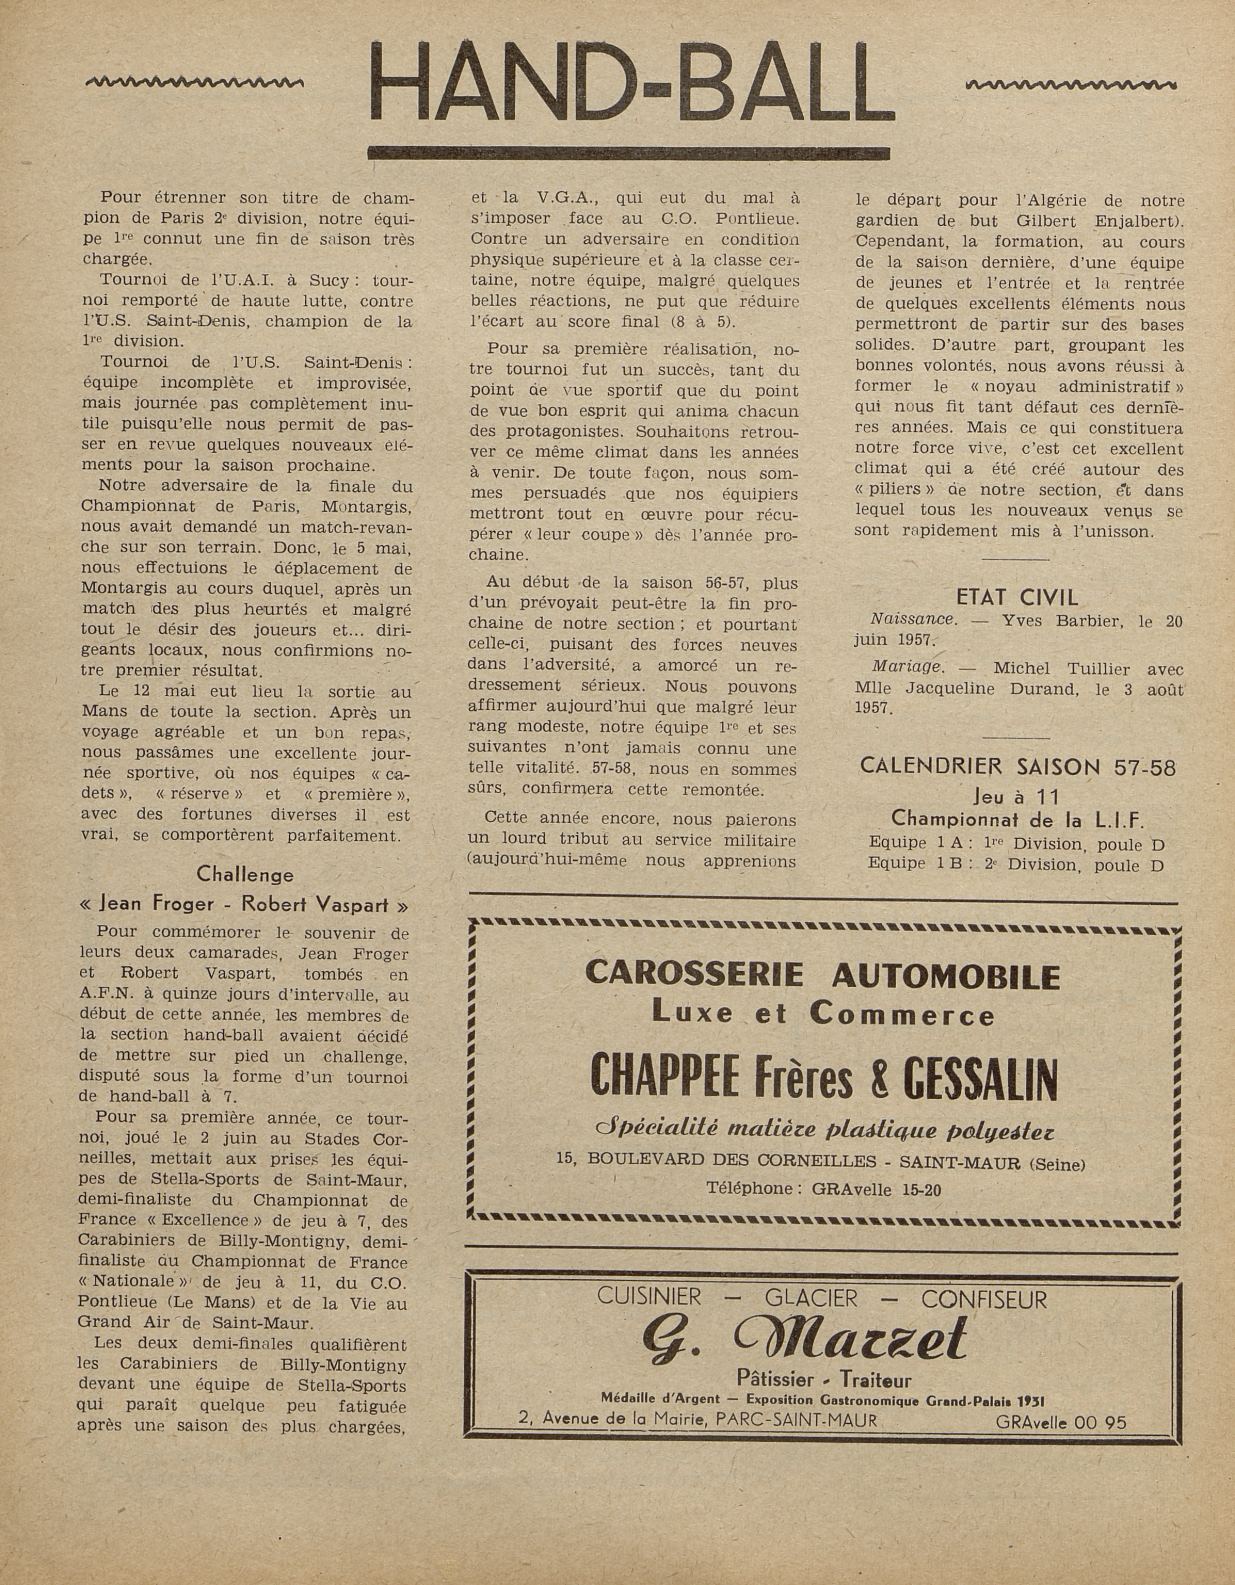 HAND-BALL
Pour étrenner son titre de cham-
pion de Paris 2e division, notre équi-
pe 1re connut une fin de saison très
chargée.
Tournoi de l'U.A.I. à Sucy : tour-
noi remporté de haute lutte, contre
l'U.S. Saint-Denis, champion de la
1re division.
Tournoi de l'U.S. Saint-Denis :
équipe incomplète et improvisée,
mais journée pas complètement inu-
tile puisqu'elle nous permit de pas-
ser en revue quelques nouveaux élé-
ments pour la saison prochaine.
Notre adversaire de la finale du
Championnat de Paris, Montargis,
nous avait demandé un match-revan-
che sur son terrain. Donc, le 5 mai,
nous effectuions le déplacement de
Montargis au cours duquel, après un
match des plus heurtés et malgré
tout le désir des joueurs et... diri-
geants locaux, nous confirmions no-
tre premier résultat.
Le 12 mai eut lieu la sortie au
Mans de toute la section. Après un
voyage agréable et un bon repas,
nous passâmes une excellente jour-
née sportive, où nos équipes « ca-
dets », « réserve » et « première »,
avec des fortunes diverses il est
vrai, se comportèrent parfaitement.
Challenge
« Jean Froger - Robert Vaspart »
Pour commémorer le souvenir de
leurs deux camarades, Jean Froger
et Robert Vaspart, tombés en
A.F.N. à quinze jours d'intervalle, au
début de cette année, les membres de
la section hand-ball avaient décidé
de mettre sur pied un challenge,
disputé sous la forme d'un tournoi
de hand-ball à 7.
Pour sa première année, ce tour-
noi, joué le 2 juin au Stades Cor-
neilles, mettait aux prises les équi-
pes de Stella-Sports de Saint-Maur,
demi-finaliste du Championnat de
France « Excellence » de jeu à 7, des
Carabiniers de Billy-Montigny, demi-
finaliste du Championnat de France
« Nationale » de jeu à 11, du C.O.
Pontlieue (Le Mans) et de la Vie au
Grand Air de Saint-Maur.
Les deux demi-finales qualifièrent
les Carabiniers de Billy-Montigny
devant une équipe de Stella-Sports
qui paraît quelque peu fatiguée
après une saison des plus chargées,
et la V.G.A., qui eut du mal à
s'imposer face au C.O. Pontlieue.
Contre un adversaire en condition
physique supérieure et à la classe cer-
taine, notre équipe, malgré quelques
belles réactions, ne put que réduire
l'écart au score final (8 à 5).
Pour sa première réalisation, no-
tre tournoi fut un succès, tant du
point de vue sportif que du point
de vue bon esprit qui anima chacun
des protagonistes. Souhaitons retrou-
ver ce même climat dans les années
à venir. De toute façon, nous som-
mes persuadés que nos équipiers
mettront tout en œuvre pour récu-
pérer « leur coupe » dès l'année pro-
chaine.
Au début de la saison 56-57, plus
d'un prévoyait peut-être la fin pro-
chaine de notre section ; et pourtant
celle-ci, puisant des forces neuves
dans l'adversité, a amorcé un re-
dressement sérieux. Nous pouvons
affirmer aujourd'hui que malgré leur
rang modeste, notre équipe 1re et ses
suivantes n'ont jamais connu une
telle vitalité. 57-58, nous en sommes
sûrs, confirmera cette remontée.
Cette année encore, nous paierons
un lourd tribut au service militaire
(aujourd'hui-même nous apprenions
le départ pour l'Algérie de notre
gardien de but Gilbert Enjalbert).
Cependant, la formation, au cours
de la saison dernière, d'une équipe
de jeunes et l'entrée et la rentrée
de quelques excellents éléments nous
permettront de partir sur des bases
solides. D'autre part, groupant les
bonnes volontés, nous avons réussi à
former le « noyau administratif »
qui nous fit tant défaut ces derniè-
res années. Mais ce qui constituera
notre force vive, c'est cet excellent
climat qui a été créé autour des
« piliers » de notre section, et dans
lequel tous les nouveaux venus se
sont rapidement mis à l'unisson.
ETAT CIVIL
Naissance. — Yves Barbier, le 20
juin 1957.
Mariage. — Michel Tuillier avec
Mlle Jacqueline Durand, le 3 août
1957.
CALENDRIER SAISON 57-58
Jeu à 11
Championnat de la L.I.F.
Equipe 1 A : 1re Division, poule D
Equipe 1 B : 2e Division, poule D
CAROSSERIE AUTOMOBILE
Luxe et Commerce
CHAPPEE Frères & GESSALIN
Spécialité matière plastique polyester
15, BOULEVARD DES CORNEILLES - SAINT-MAUR (Seine)
Téléphone : GRAvelle 15-20
CUISINIER — GLACIER — CONFISEUR
G. Marzet
Pâtissier - Traiteur
Médaille d'Argent — Exposition Gastronomique Grand-Palais 1931
2, Avenue de la Mairie, PARC-SAINT-MAUR GRAvelle 00 95